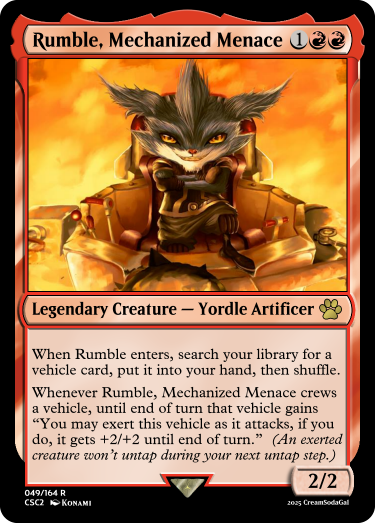 Rumble, Mechanized Menace 1
Legendary Creature — Yordle Artificer
When Rumble enters, search your library for a
vehicle card, put it into your hand, then shuffle.
Whenever Rumble, Mechanized Menace crews
a vehicle, until end of turn that vehicle gains
“You may exert this vehicle as it attacks, if you
do, it gets +2/+2 until end of turn.” (An exerted
creature won’t untap during your next untap step.)
2/2
049/164 R
CSC2 Konami
2025 CreamSodaGal